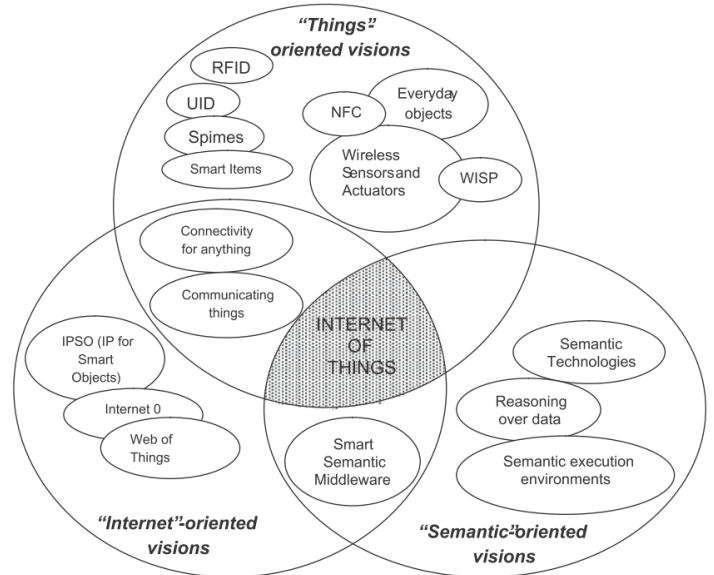 “Things”-
oriented visions
RFID
UID
Spimes
Smart Items
NFC
Everyday
objects
Wireless
Sensors and
Actuators
WISP
Connectivity
for anything
Communicating
things
INTERNET
OF
THINGS
IPSO (IP for
Smart
Objects)
Internet 0
Web of
Things
Semantic
Technologies
Reasoning
over data
Semantic execution
environments
Smart
Semantic
Middleware
“Internet”-oriented
visions
“Semantic”-oriented
visions